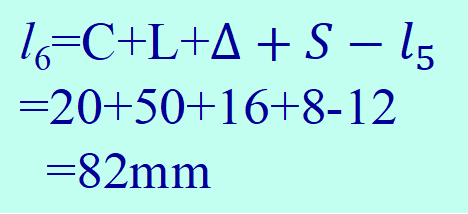 l₆=C+L+Δ + S − l₅
=20+50+16+8-12
=82mm